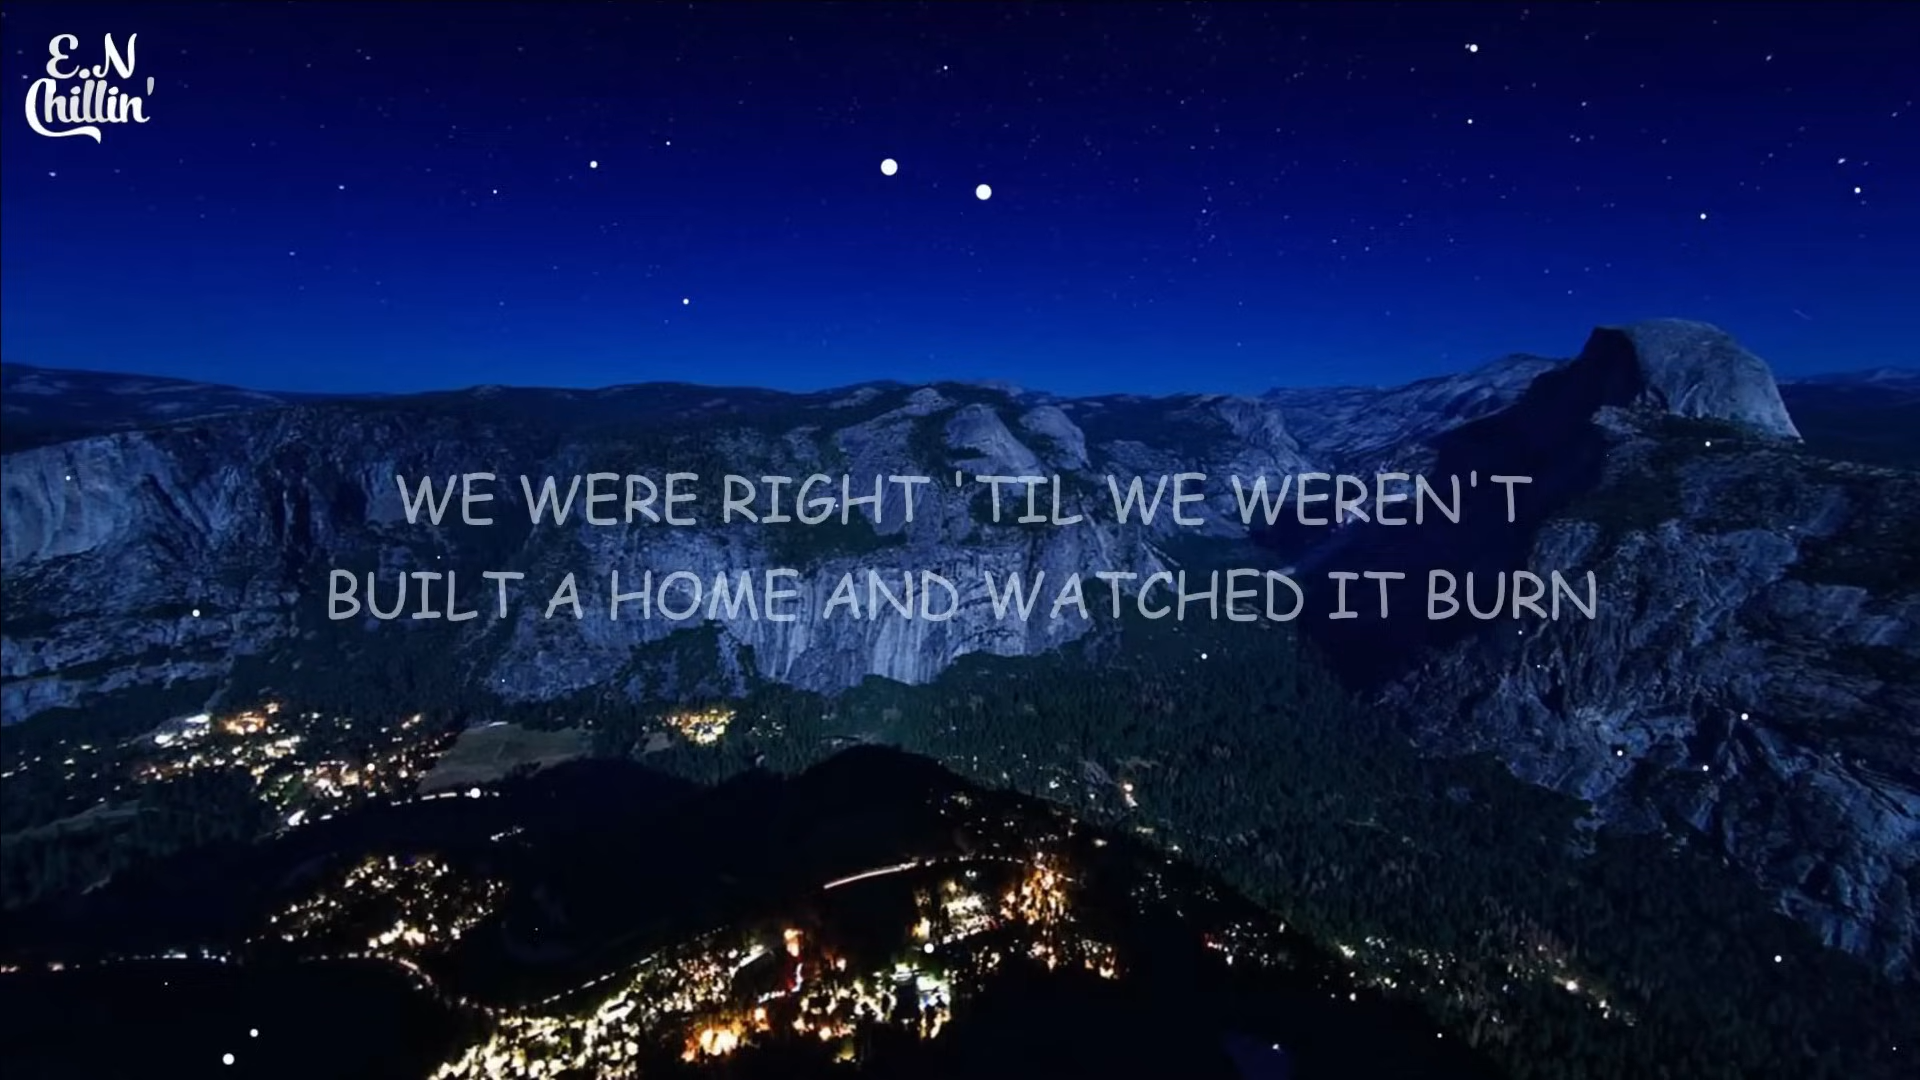 E.N
Chillin'
WE WERE RIGHT 'TIL WE WEREN'T
BUILT A HOME AND WATCHED IT BURN